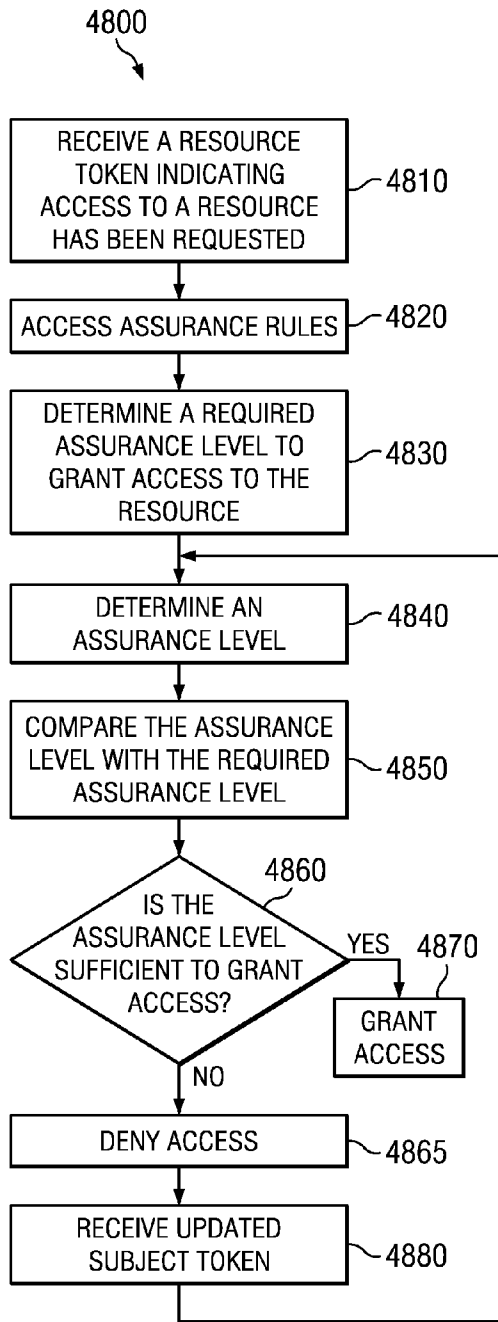 4800
RECEIVE A RESOURCE
TOKEN INDICATING
ACCESS TO A RESOURCE
HAS BEEN REQUESTED
4810
ACCESS ASSURANCE RULES
4820
DETERMINE A REQUIRED
ASSURANCE LEVEL TO
GRANT ACCESS TO THE
RESOURCE
4830
DETERMINE AN
ASSURANCE LEVEL
4840
COMPARE THE ASSURANCE
LEVEL WITH THE REQUIRED
ASSURANCE LEVEL
4850
4860
IS THE
ASSURANCE LEVEL
SUFFICIENT TO GRANT
ACCESS?
YES
4870
GRANT
ACCESS
NO
DENY ACCESS
4865
RECEIVE UPDATED
SUBJECT TOKEN
4880